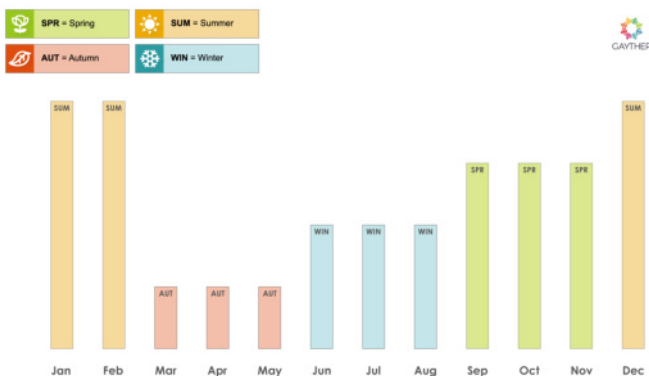 SPR = Spring
SUM = Summer
AUT = Autumn
WIN = Winter
GAYTHER
SUM SUM SUM
SPR SPR SPR
WIN WIN WIN
AUT AUT AUT
Jan Feb Mar Apr May Jun Jul Aug Sep Oct Nov Dec